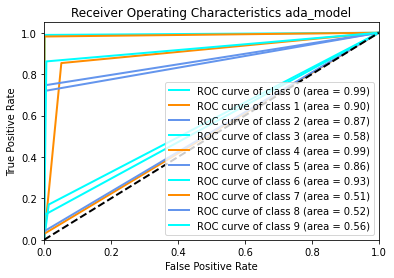 Receiver Operating Characteristics ada_model
True Positive Rate
1.0
0.8
0.6
0.4
0.2
0.0
ROC curve of class 0 (area = 0.99)
ROC curve of class 1 (area = 0.90)
ROC curve of class 2 (area = 0.87)
ROC curve of class 3 (area = 0.58)
ROC curve of class 4 (area = 0.99)
ROC curve of class 5 (area = 0.86)
ROC curve of class 6 (area = 0.93)
ROC curve of class 7 (area = 0.51)
ROC curve of class 8 (area = 0.52)
ROC curve of class 9 (area = 0.56)
0.0 0.2 0.4 0.6 0.8 1.0
False Positive Rate